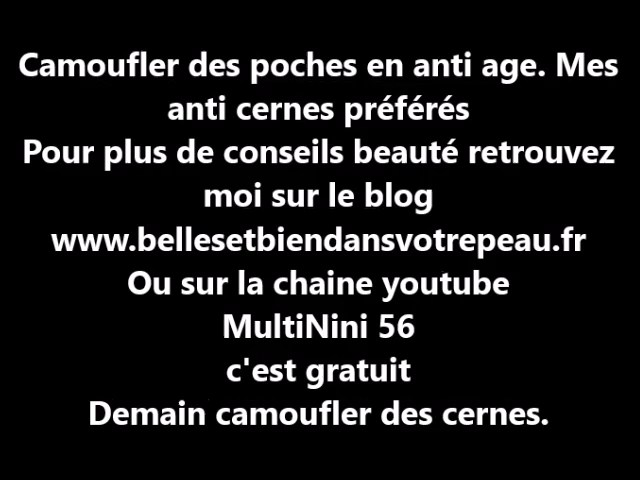 Camoufler des poches en anti age. Mes
anti cernes préférés
Pour plus de conseils beauté retrouvez
moi sur le blog
www.bellesetbiendansvotrepeau.fr
Ou sur la chaine youtube
MultiNini 56
c'est gratuit
Demain camoufler des cernes.